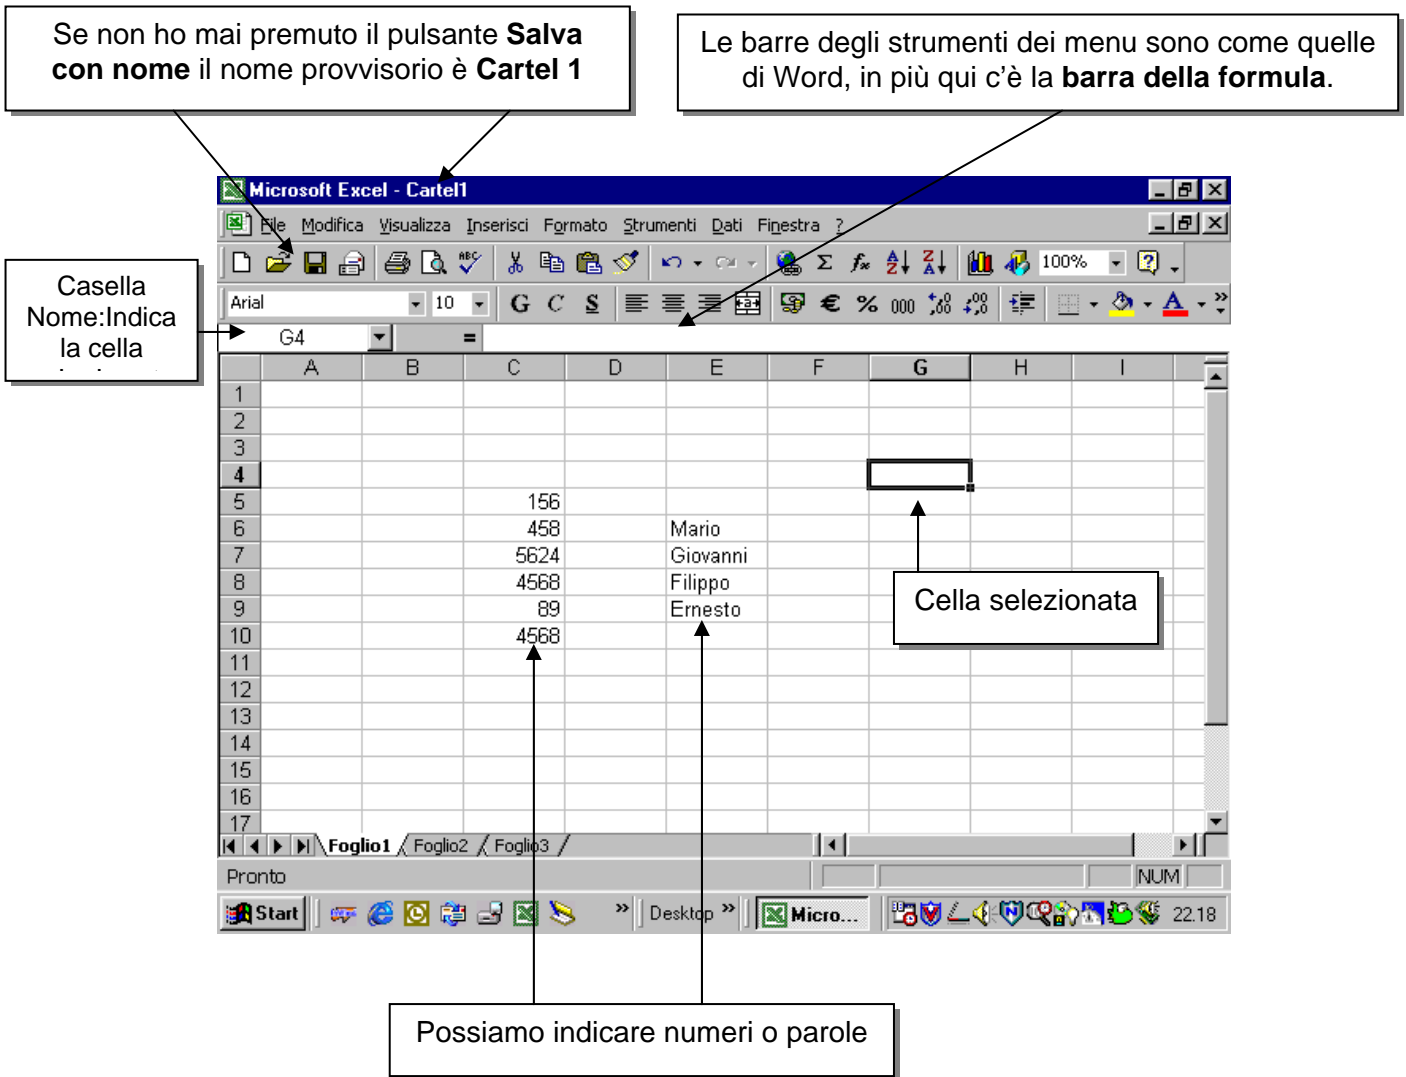 Se non ho mai premuto il pulsante Salva
con nome il nome provvisorio è Cartel 1
Le barre degli strumenti dei menu sono come quelle
di Word, in più qui c’è la barra della formula.
Microsoft Excel - Cartel1
File Modifica Visualizza Inserisci Formato Strumenti Dati Finestra ?
100%
Casella
Nome:Indica
la cella
Arial 10 G C S € % 000
G4 =
A B C D E F G H I
1
2
3
4
5 156
6 458 Mario
7 5624 Giovanni
8 4568 Filippo
9 89 Ernesto
10 4568
11
12
13
14
15
16
17
Cella selezionata
Foglio1 Foglio2 Foglio3
Pronto NUM
Start Desktop » Micro... 22.18
Possiamo indicare numeri o parole